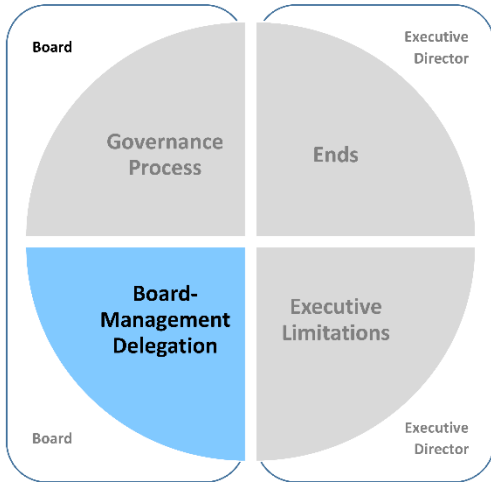 Board
Executive
Director
Governance
Process
Ends
Board-
Management
Delegation
Executive
Limitations
Board
Executive
Director